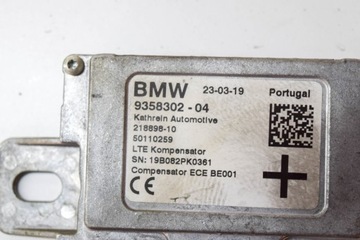 BMW 23-03-19 Portugal
9358302 - 04
Kathrein Automotive
218898-10
50110259
LTE Kompensator
SN: 19B082PK0361
Compensator ECE BE001
CE